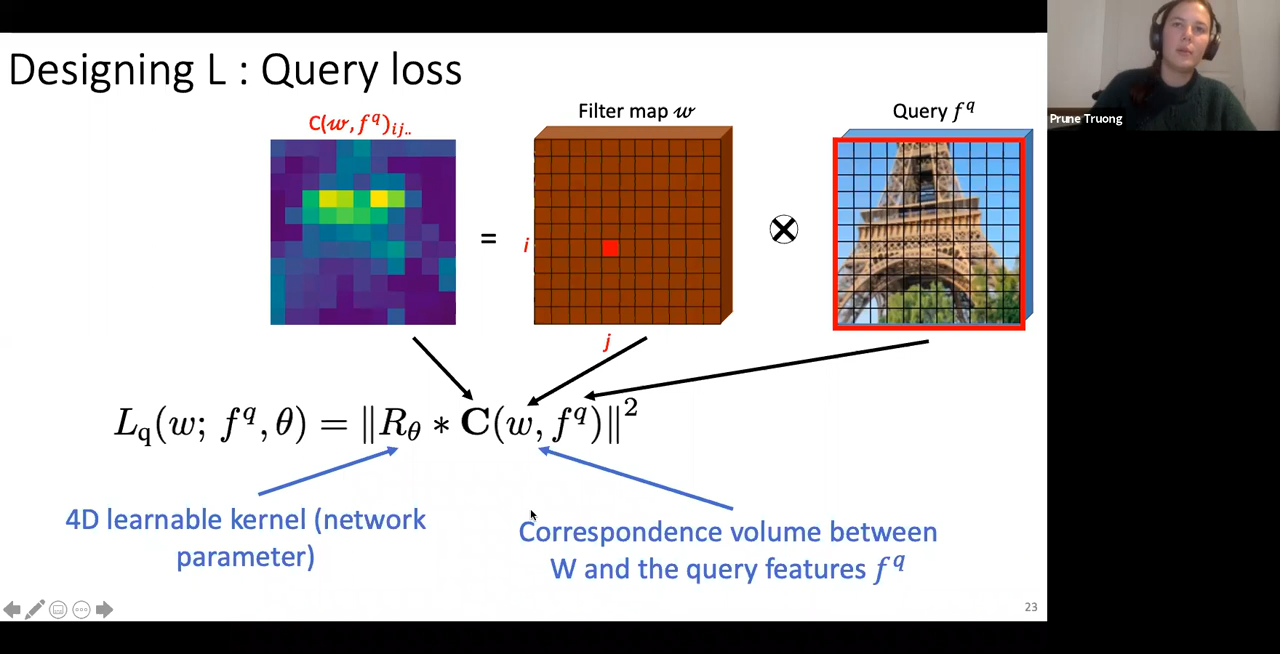 Designing L : Query loss
C(𝓌, f^q)_{ij..}
Filter map 𝓌
Query f^q
Prune Truong
=
⊗
i
j
L_q(w; f^q, θ) = ‖R_θ * C(w, f^q)‖^2
4D learnable kernel (network
parameter)
Correspondence volume between
W and the query features f^q
23